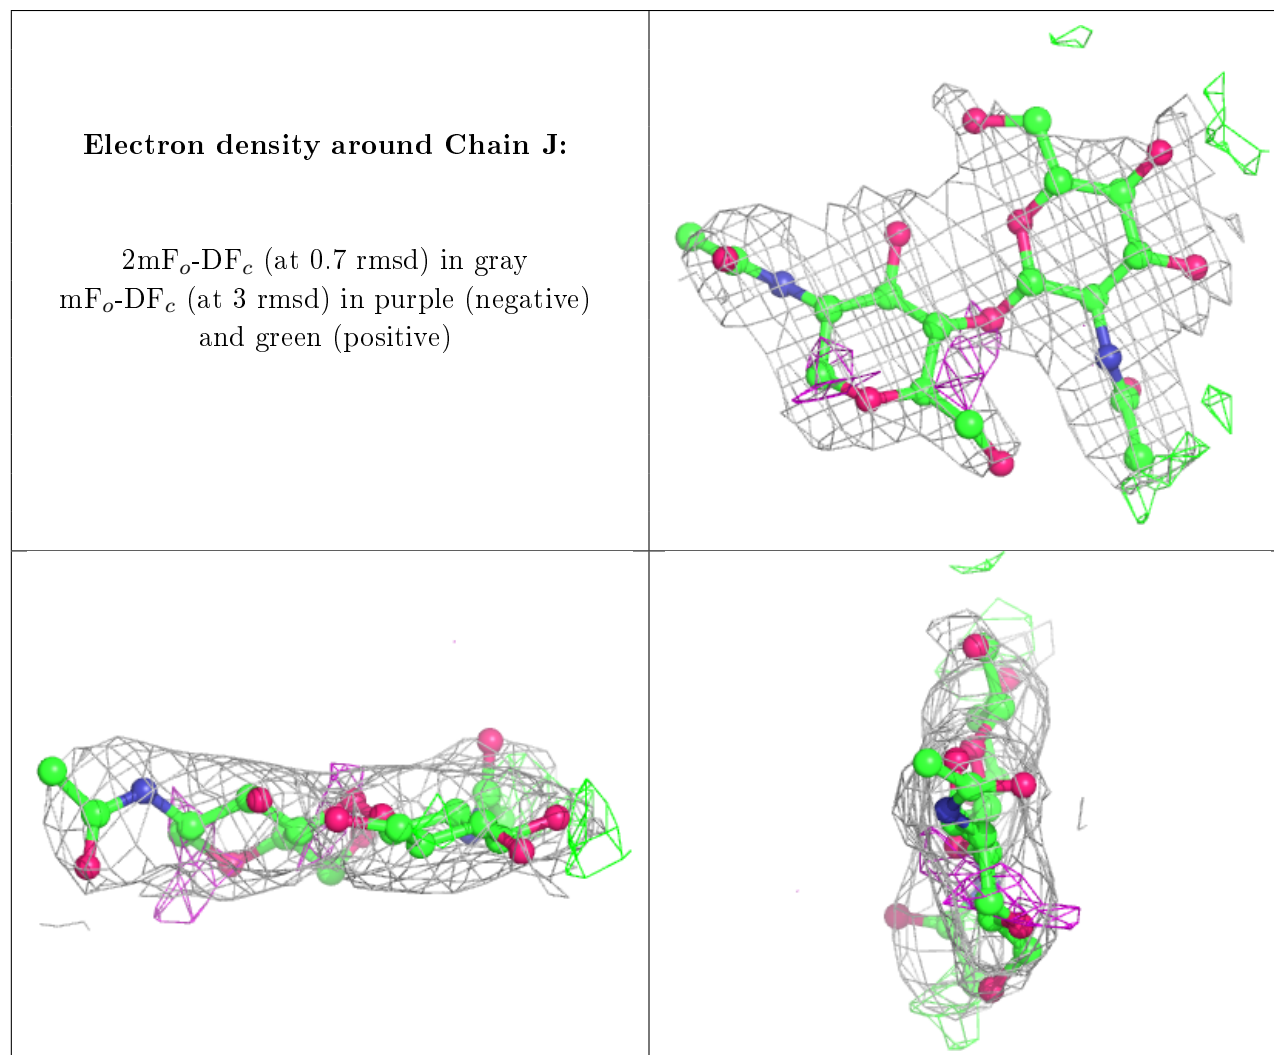 Electron density around Chain J:
2mFo-DFc (at 0.7 rmsd) in gray
mFo-DFc (at 3 rmsd) in purple (negative)
and green (positive)